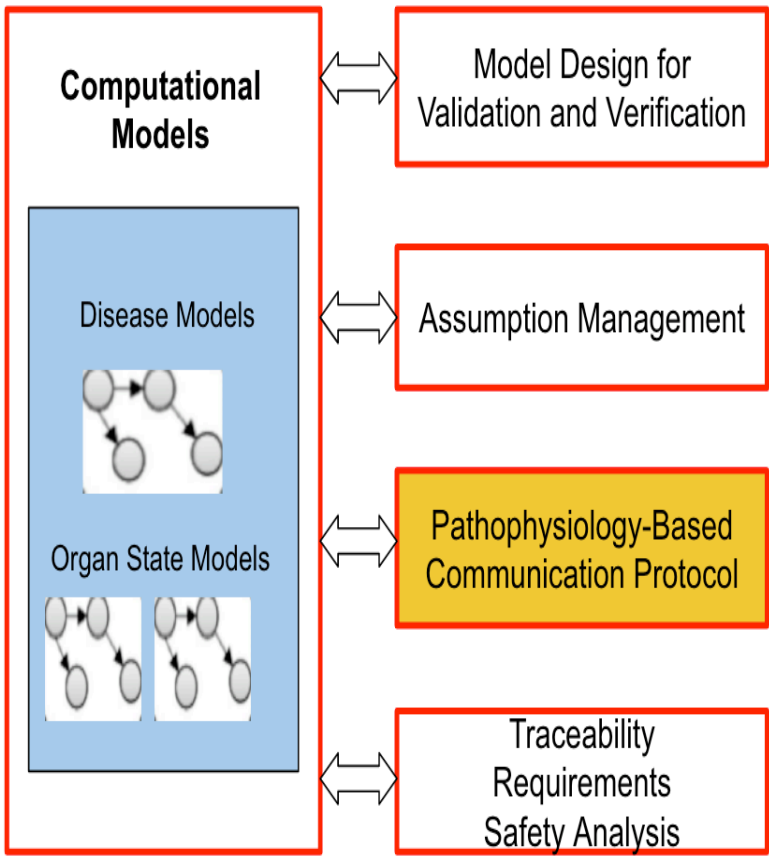 Computational
Models
Disease Models
Organ State Models
Model Design for
Validation and Verification
Assumption Management
Pathophysiology-Based
Communication Protocol
Traceability
Requirements
Safety Analysis